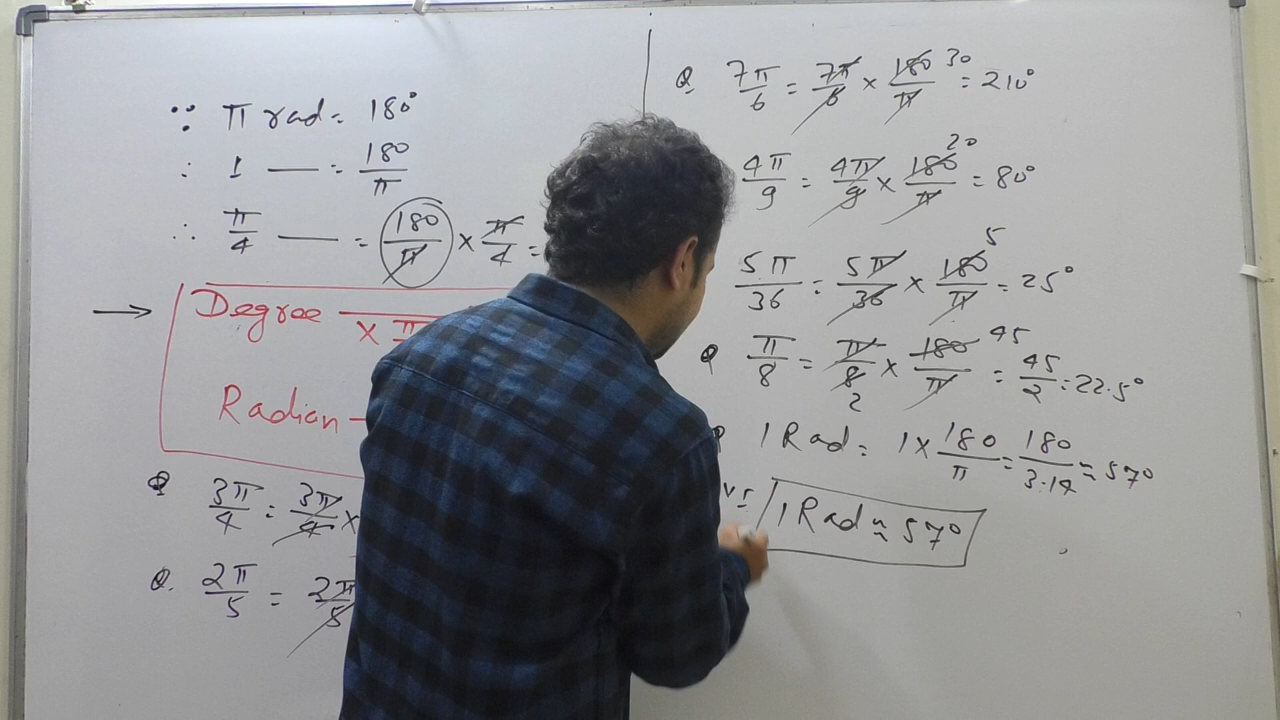 ∵ π rad = 180°
∴ 1 — = 180/π
∴ π/4 — = 180/π × π/4 =
→ Degree
× π
Radian
Q 3π/4 = 3π/4 ×
Q. 2π/5 = 2π/5
Q 7π/6 = 7π/6 × 180/π 30 = 210°
4π/9 = 4π/9 × 180/π 20 = 80°
5π/36 = 5π/36 × 180/π 5 = 25°
Q π/8 = π/8 2 × 180/π 45 = 45/2 = 22.5°
1 Rad = 1 × 180/π = 180/3.14 ≈ 57°
1 Rad ≈ 57°